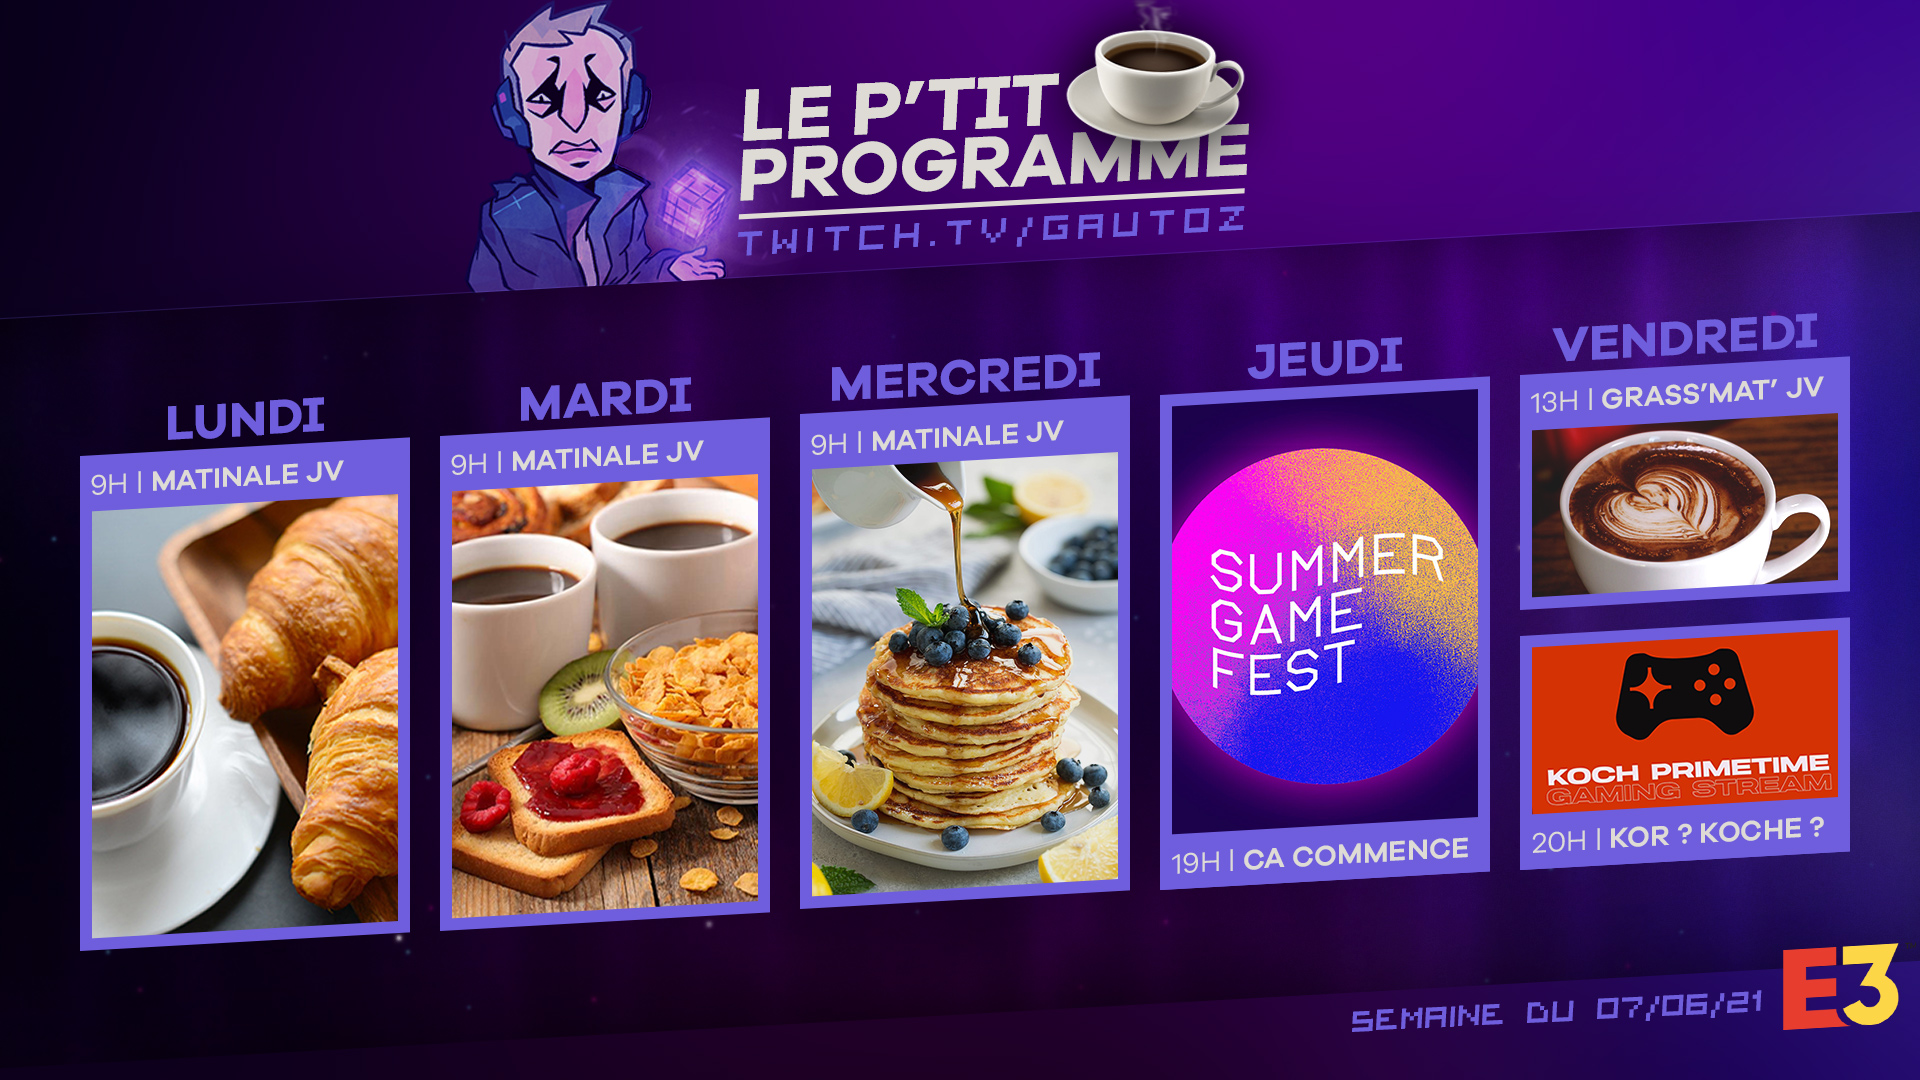 LE P'TIT
PROGRAMME
TWITCH.TV/GAUTOZ
LUNDI
9H | MATINALE JV
MARDI
9H | MATINALE JV
MERCREDI
9H | MATINALE JV
JEUDI
SUMMER
GAME
FEST
19H | CA COMMENCE
VENDREDI
13H | GRASS'MAT' JV
KOCH PRIMETIME
GAMING STREAM
20H | KOR ? KOCHE ?
SEMAINE DU 07/06/21
E3